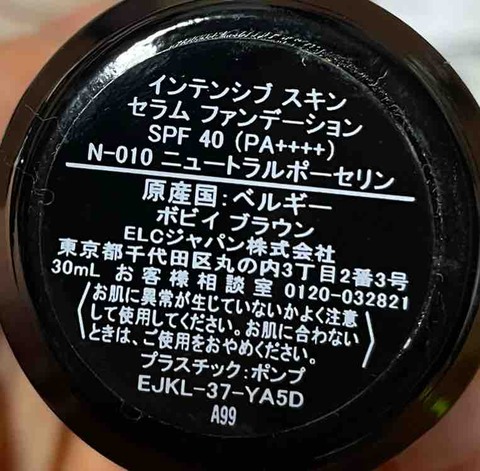 インテンシブ スキン
セラム ファンデーション
SPF 40 (PA++++)
N-010 ニュートラルポーセリン
原産国:ベルギー
ボビイ ブラウン
ELCジャパン株式会社
東京都千代田区丸の内3丁目2番3号
30mL お客様相談室 0120-032821
お肌に異常が生じていないかよく注意
して使用してください。お肌に合わない
ときは、ご使用をおやめください。
プラスチック:ポンプ
EJKL-37-YA5D
A99